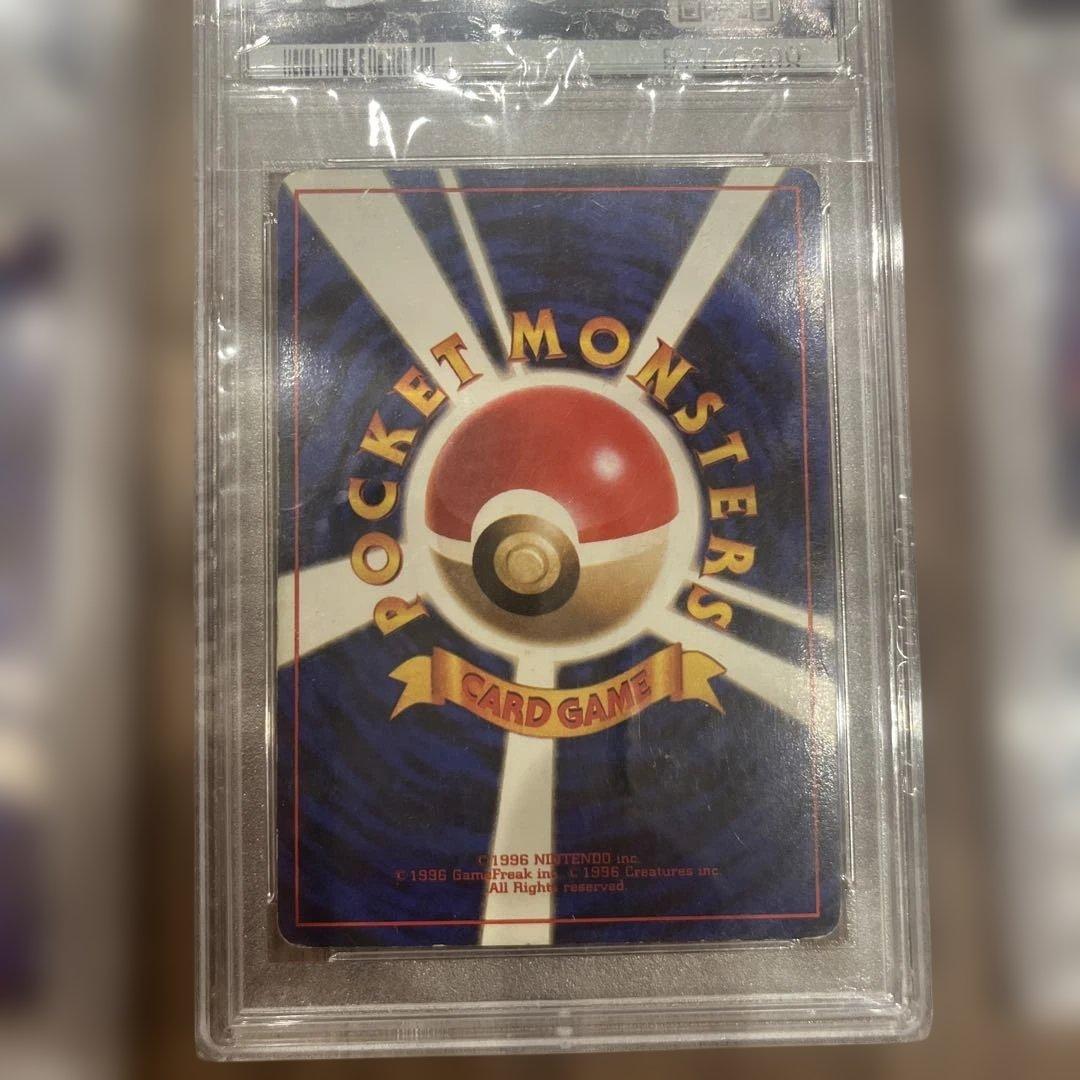 POCKET MONSTERS
CARD GAME
©1996 NINTENDO inc.
© 1996 GameFreak inc. © 1996 Creatures inc.
All Rights reserved.